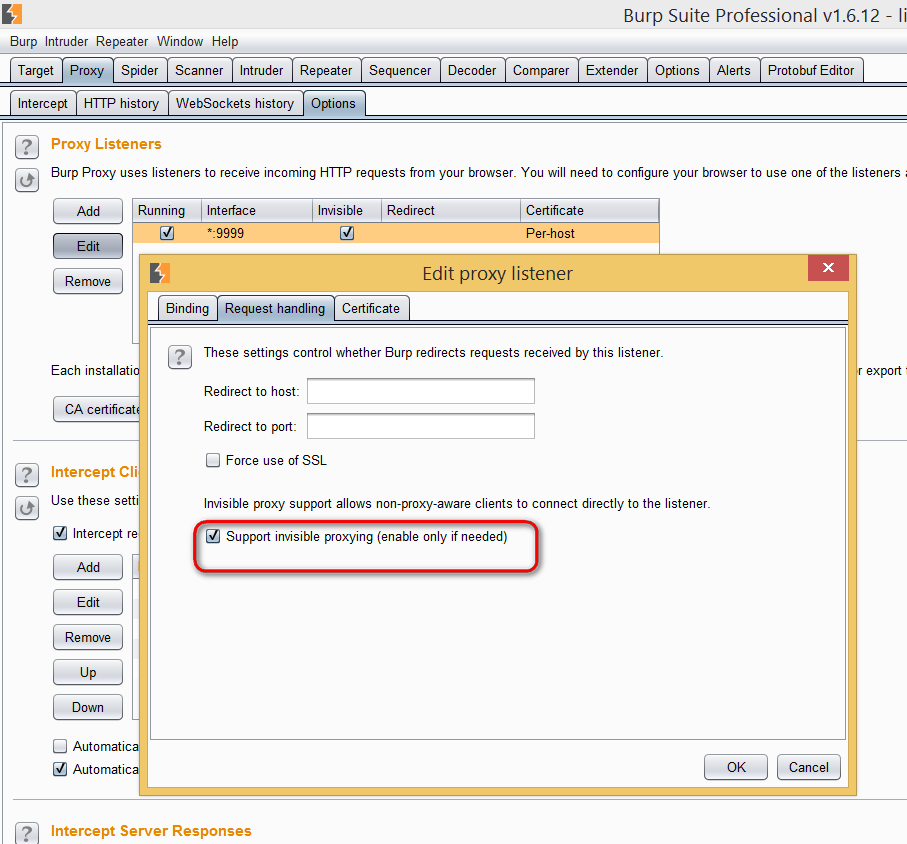 Burp Suite Professional v1.6.12 - li
Burp Intruder Repeater Window Help
Target Proxy Spider Scanner Intruder Repeater Sequencer Decoder Comparer Extender Options Alerts Protobuf Editor
Intercept HTTP history WebSockets history Options
? Proxy Listeners
Burp Proxy uses listeners to receive incoming HTTP requests from your browser. You will need to configure your browser to use one of the listeners
Add Running Interface Invisible Redirect Certificate
*:9999 Per-host
Edit
Remove
Edit proxy listener
Binding Request handling Certificate
? These settings control whether Burp redirects requests received by this listener.
Each installatio
r export
Redirect to host:
CA certificate
Redirect to port:
Force use of SSL
? Intercept Cli
Use these setti
Invisible proxy support allows non-proxy-aware clients to connect directly to the listener.
Intercept re
Support invisible proxying (enable only if needed)
Add
Edit
Remove
Up
Down
Automatica
Automatica
OK Cancel
? Intercept Server Responses